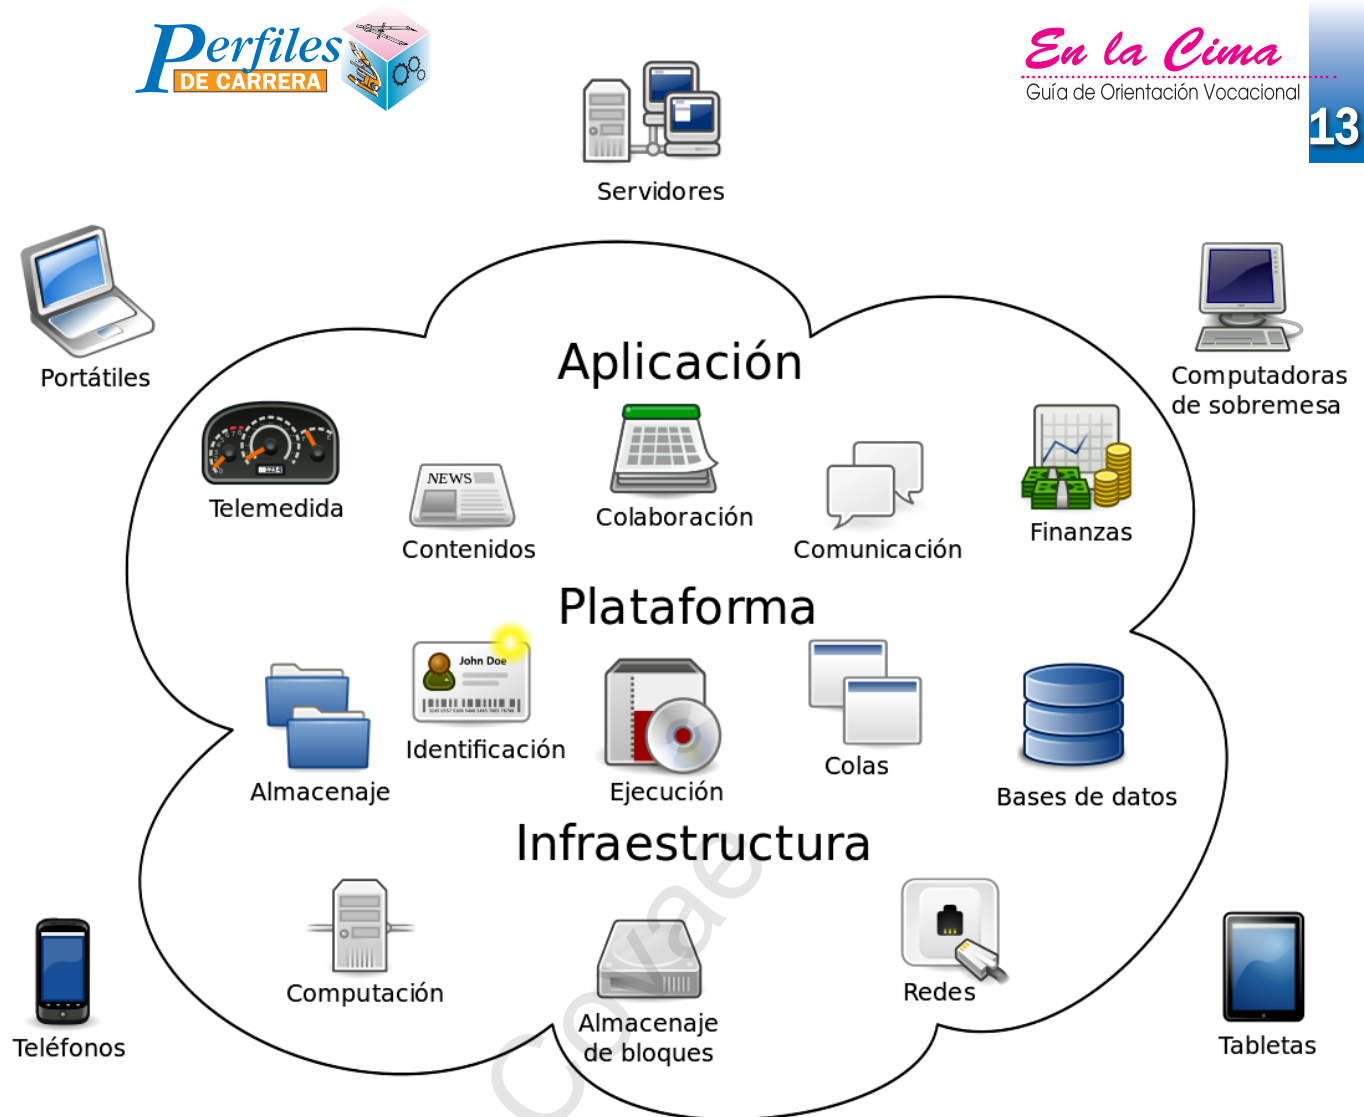 Perfiles
DE CARRERA
En la Cima
Guía de Orientación Vocacional
13
Servidores
Portátiles
Computadoras
de sobremesa
Aplicación
Telemedida
NEWS
Contenidos
Colaboración
Comunicación
Finanzas
Plataforma
John Doe
Almacenaje
Identificación
Ejecución
Colas
Bases de datos
Infraestructura
Computación
Almacenaje
de bloques
Redes
Teléfonos
Tabletas
Covae